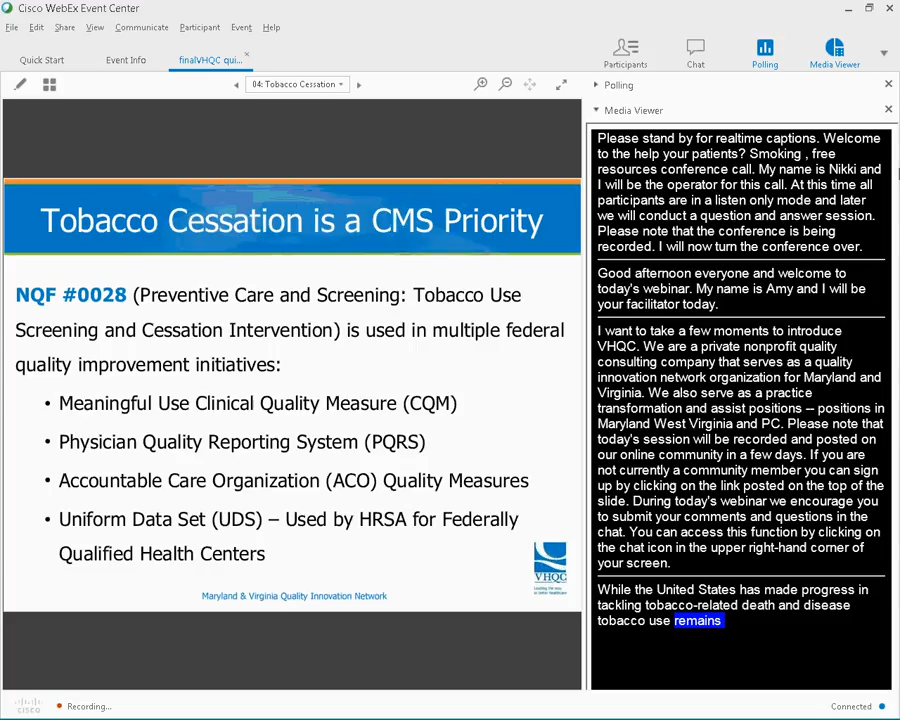 Cisco WebEx Event Center
File Edit Share View Communicate Participant Event Help
Quick Start
Event Info
finalVHQC qui...
Participants
Chat
Polling
Media Viewer
04: Tobacco Cessation
Tobacco Cessation is a CMS Priority
NQF #0028 (Preventive Care and Screening: Tobacco Use
Screening and Cessation Intervention) is used in multiple federal
quality improvement initiatives:
• Meaningful Use Clinical Quality Measure (CQM)
• Physician Quality Reporting System (PQRS)
• Accountable Care Organization (ACO) Quality Measures
• Uniform Data Set (UDS) – Used by HRSA for Federally
Qualified Health Centers
VHQC
Maryland & Virginia Quality Innovation Network
Polling
Media Viewer
Please stand by for realtime captions. Welcome
to the help your patients? Smoking , free
resources conference call. My name is Nikki and
I will be the operator for this call. At this time all
participants are in a listen only mode and later
we will conduct a question and answer session.
Please note that the conference is being
recorded. I will now turn the conference over.
Good afternoon everyone and welcome to
today's webinar. My name is Amy and I will be
your facilitator today.
I want to take a few moments to introduce
VHQC. We are a private nonprofit quality
consulting company that serves as a quality
innovation network organization for Maryland and
Virginia. We also serve as a practice
transformation and assist positions -- positions in
Maryland West Virginia and PC. Please note that
today's session will be recorded and posted on
our online community in a few days. If you are
not currently a community member you can sign
up by clicking on the link posted on the top of the
slide. During today's webinar we encourage you
to submit your comments and questions in the
chat. You can access this function by clicking on
the chat icon in the upper right-hand corner of
your screen.
While the United States has made progress in
tackling tobacco-related death and disease
tobacco use remains
cisco
Recording...
Connected